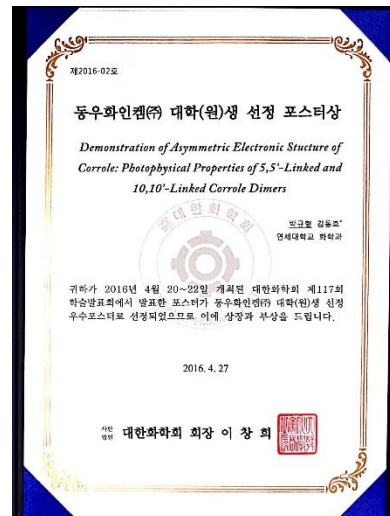 제2016-02호
동우화인켐㈜ 대학(원)생 선정 포스터상
Demonstration of Asymmetric Electronic Stucture of
Corrole: Photophysical Properties of 5,5'-Linked and
10,10'-Linked Corrole Dimers
박규형 김동호*
연세대학교 화학과
귀하가 2016년 4월 20~22일 개최된 대한화학회 제117회
학술발표회에서 발표한 포스터가 동우화인켐㈜ 대학(원)생 선정
우수포스터로 선정되었으므로 이에 상장과 부상을 드립니다.
2016. 4. 27
사단법인 대한화학회 회장 이 창 희